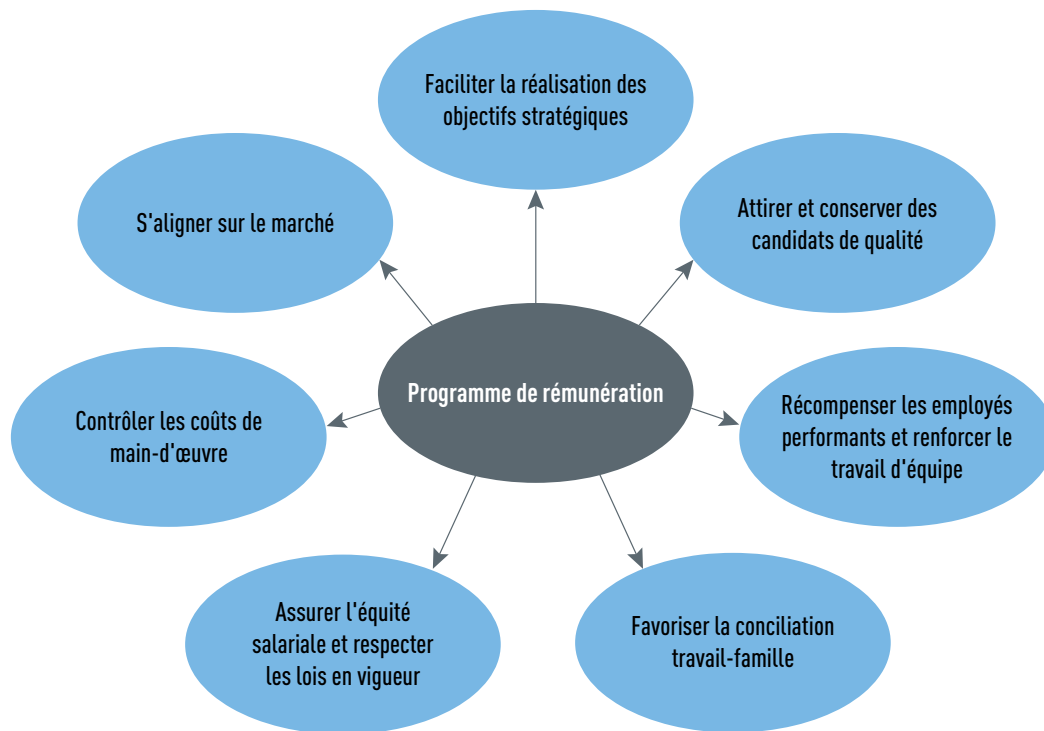 Faciliter la réalisation des
objectifs stratégiques
S'aligner sur le marché
Attirer et conserver des
candidats de qualité
Programme de rémunération
Contrôler les coûts de
main-d'œuvre
Récompenser les employés
performants et renforcer le
travail d'équipe
Assurer l'équité
salariale et respecter
les lois en vigueur
Favoriser la conciliation
travail-famille